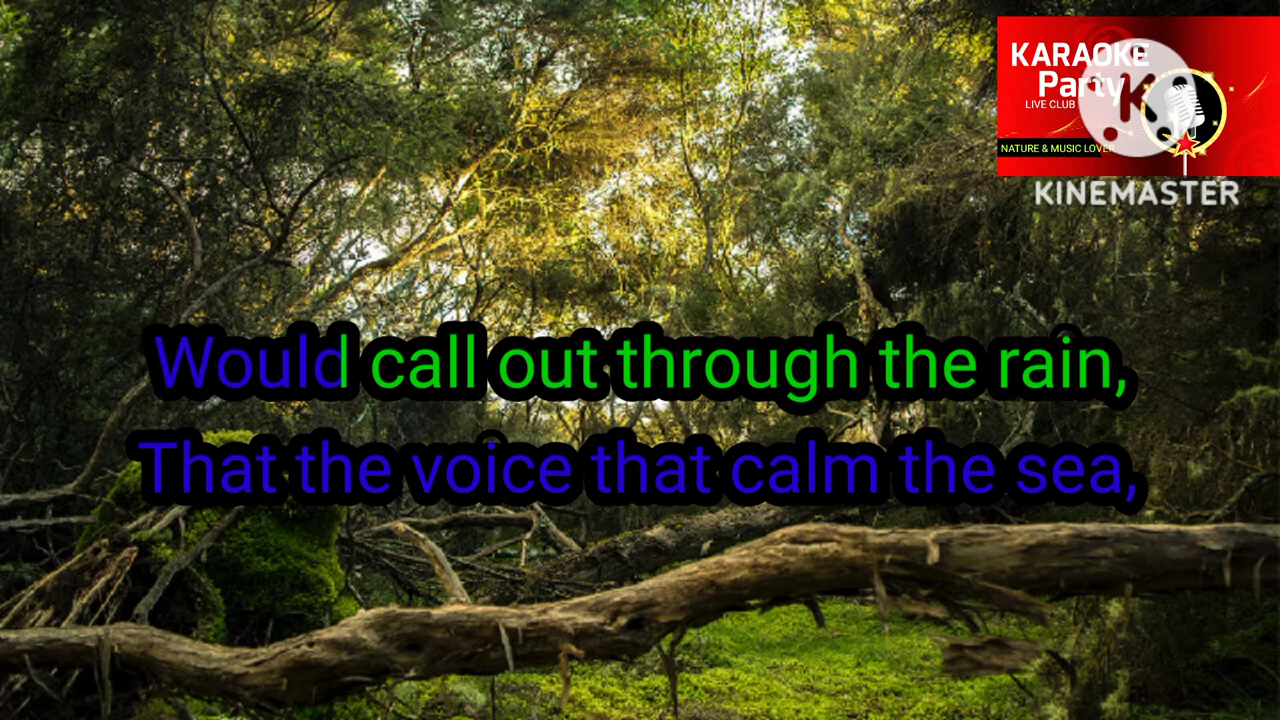 KARAOKE
Party
LIVE CLUB
NATURE & MUSIC LOVER
K
KINEMASTER
Would call out through the rain,
That the voice that calm the sea,